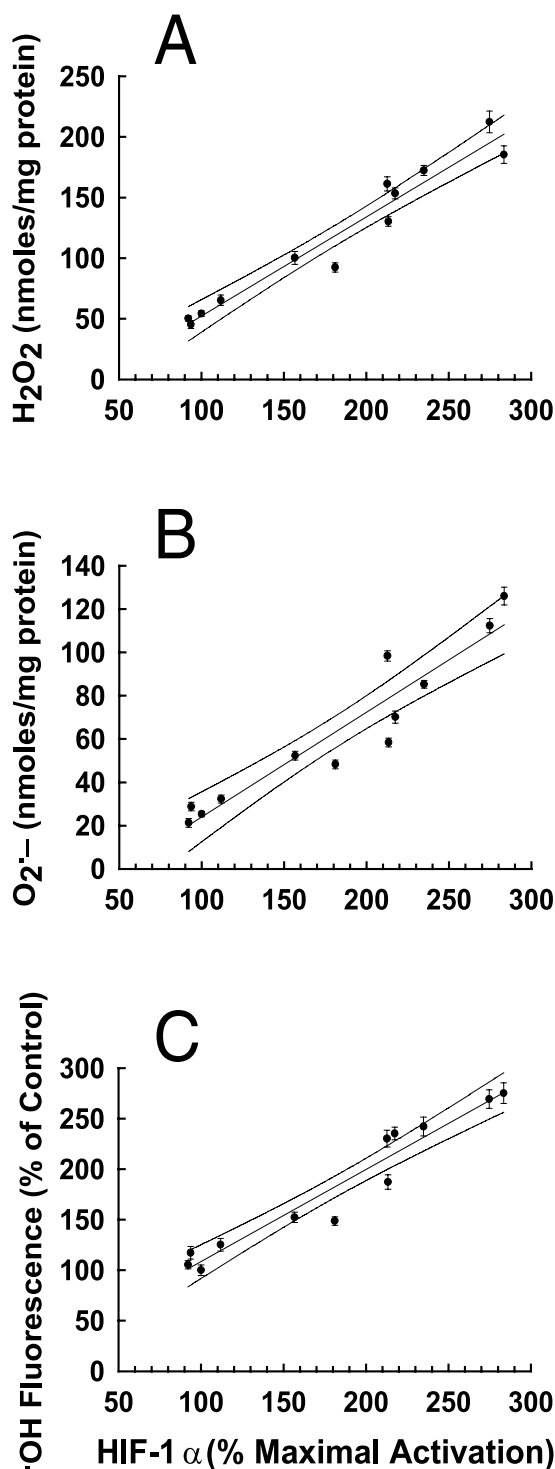 A
H2O2 (nmoles/mg protein)
250
200
150
100
50
0
50 100 150 200 250 300
B
O2·– (nmoles/mg protein)
140
120
100
80
60
40
20
0
50 100 150 200 250 300
C
·OH Fluorescence (% of Control)
300
250
200
150
100
50
0
50 100 150 200 250 300
HIF-1 α (% Maximal Activation)